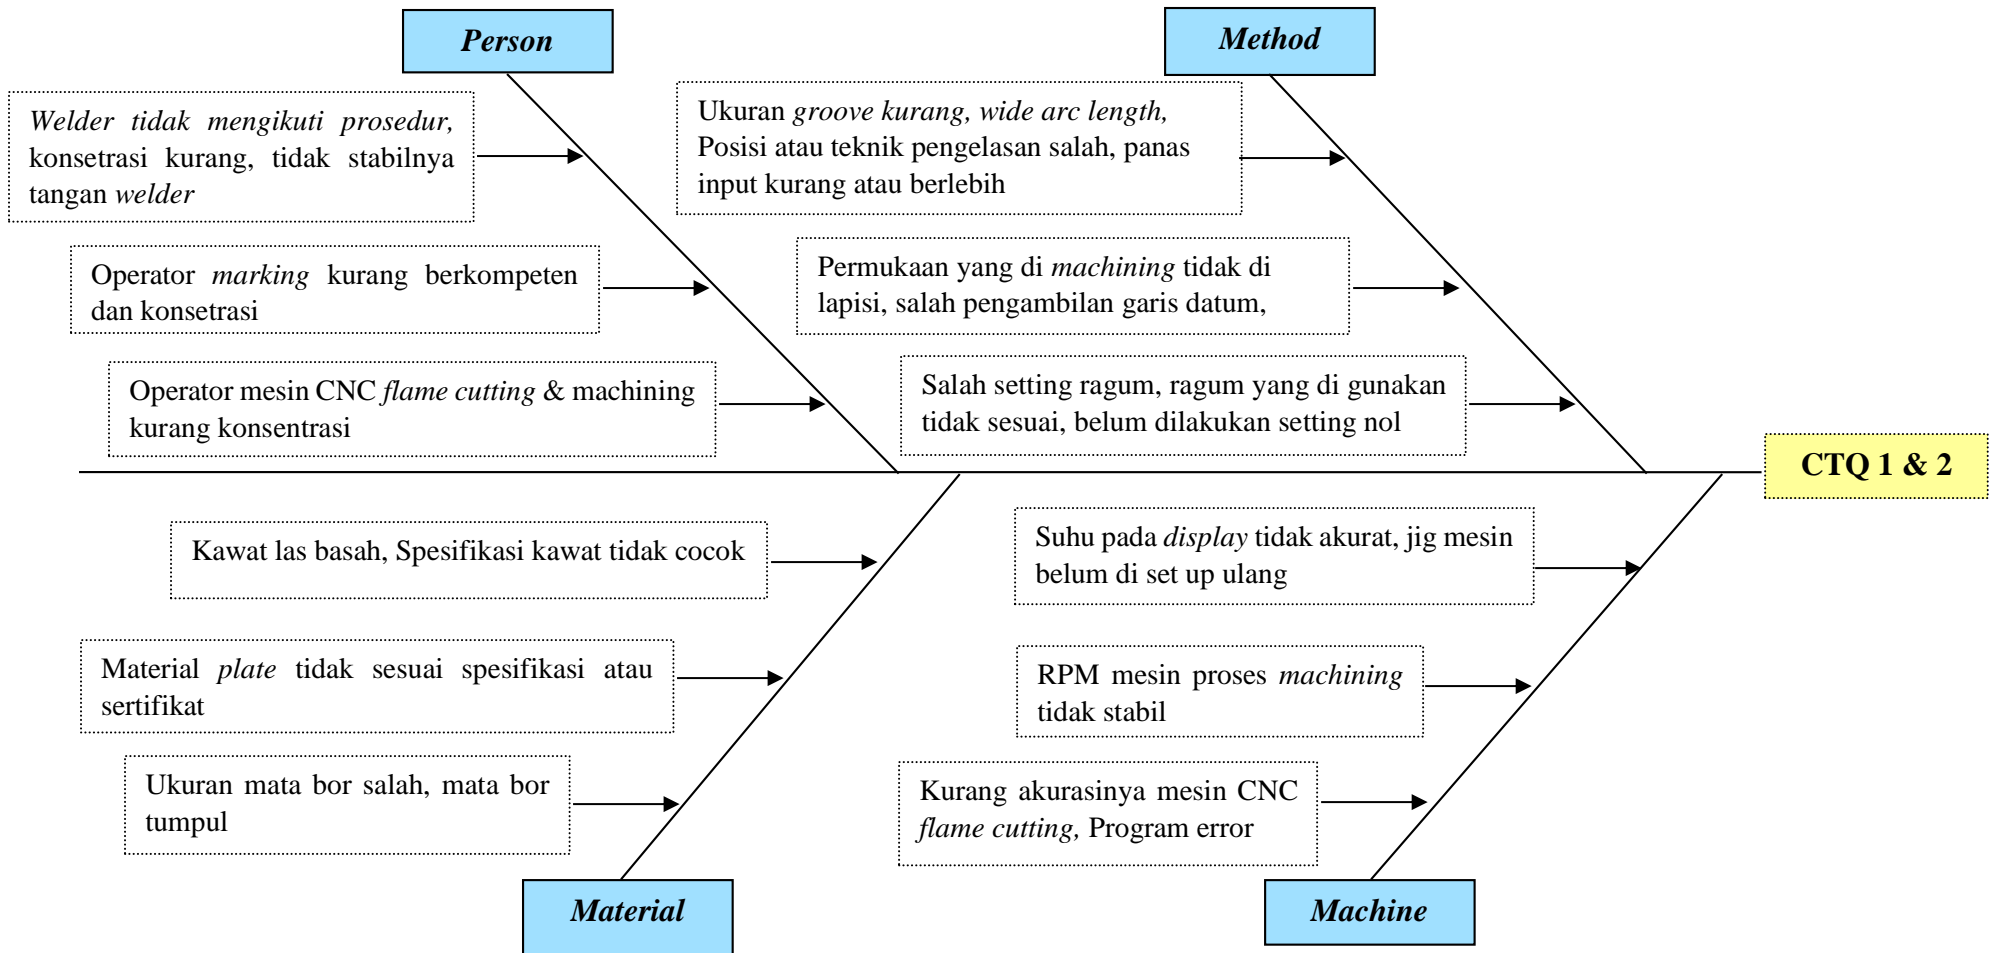 Person
Method
Welder tidak mengikuti prosedur,
konsetrasi kurang, tidak stabilnya
tangan welder
Ukuran groove kurang, wide arc length,
Posisi atau teknik pengelasan salah, panas
input kurang atau berlebih
Operator marking kurang berkompeten
dan konsetrasi
Permukaan yang di machining tidak di
lapisi, salah pengambilan garis datum,
Operator mesin CNC flame cutting & machining
kurang konsentrasi
Salah setting ragum, ragum yang di gunakan
tidak sesuai, belum dilakukan setting nol
CTQ 1 & 2
Kawat las basah, Spesifikasi kawat tidak cocok
Suhu pada display tidak akurat, jig mesin
belum di set up ulang
Material plate tidak sesuai spesifikasi atau
sertifikat
RPM mesin proses machining
tidak stabil
Ukuran mata bor salah, mata bor
tumpul
Kurang akurasinya mesin CNC
flame cutting, Program error
Material
Machine